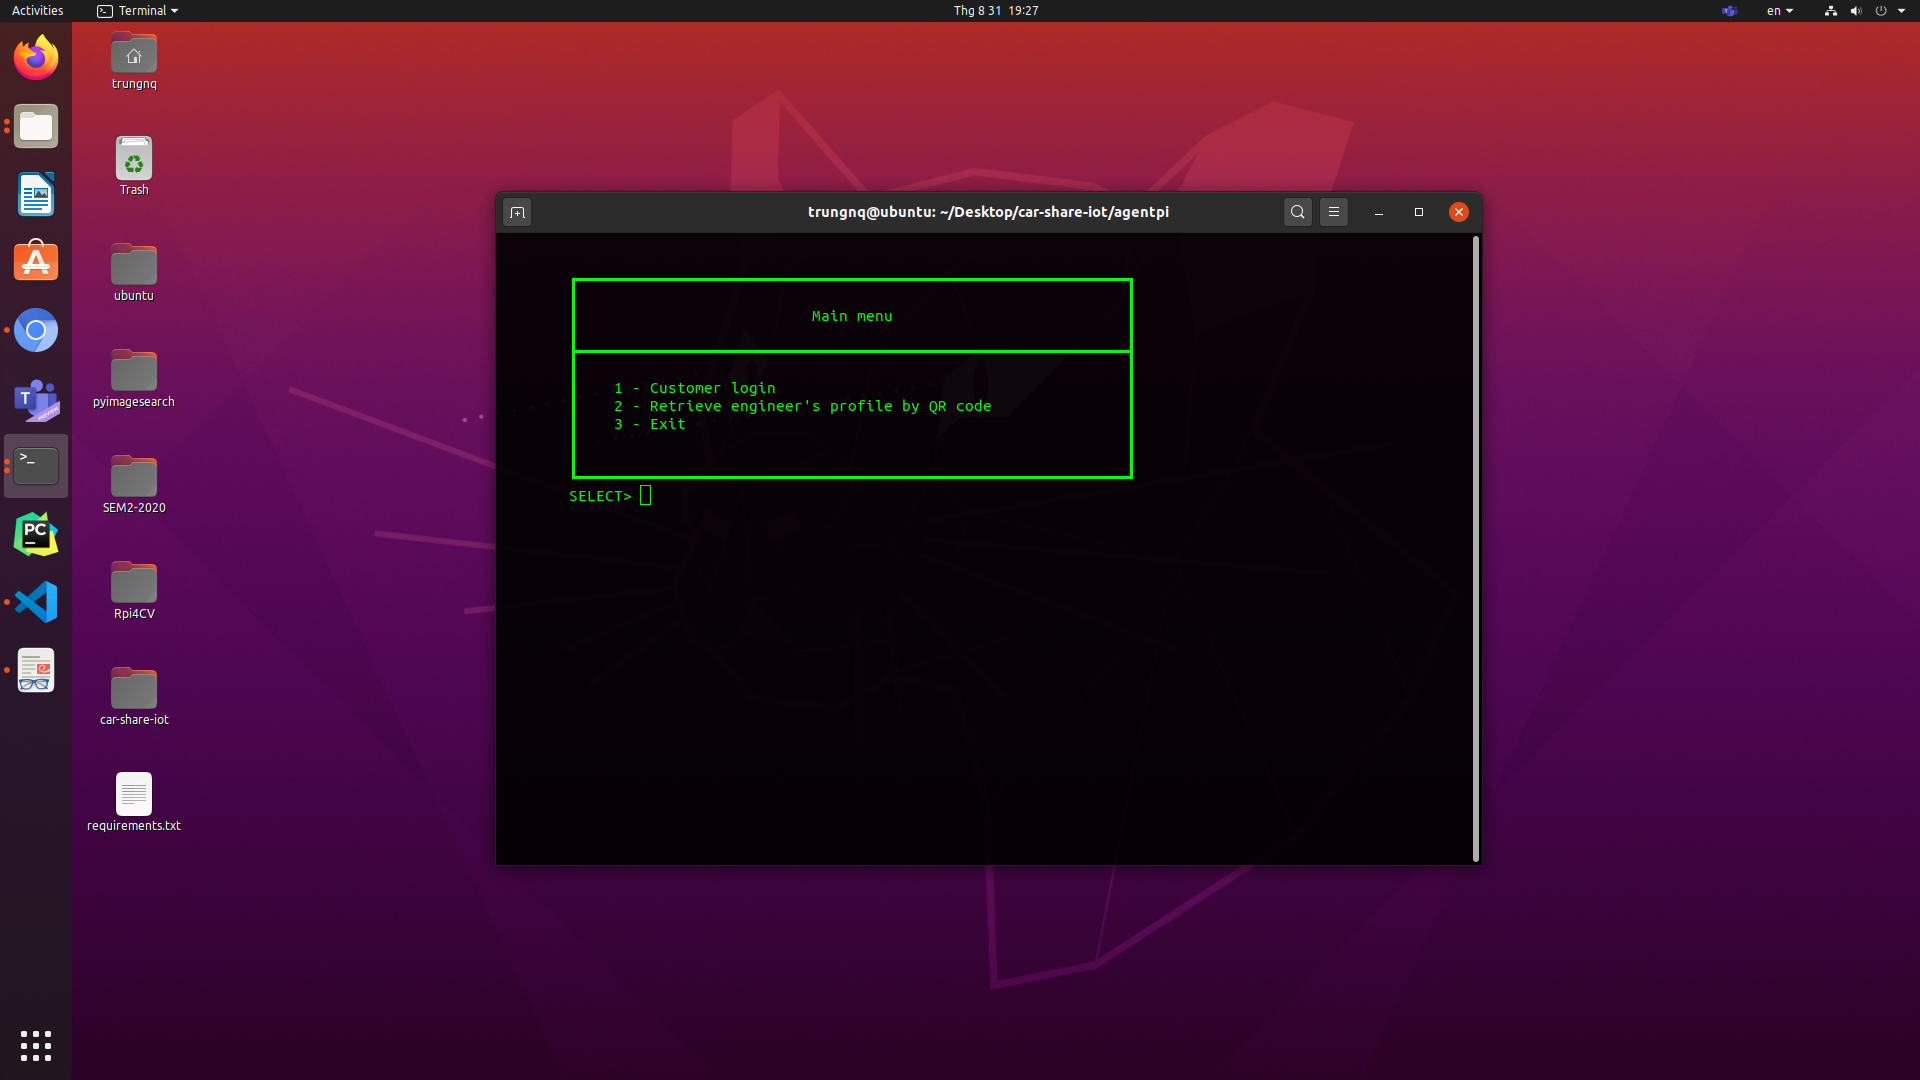 Activities
Terminal
Thg 8 31 19:27
en
trungnq
Trash
ubuntu
pyimagesearch
SEM2-2020
Rpi4CV
car-share-iot
requirements.txt
T
PREVIEW
>_
PC
trungnq@ubuntu: ~/Desktop/car-share-iot/agentpi
Main menu
1 - Customer login
2 - Retrieve engineer's profile by QR code
3 - Exit
SELECT>